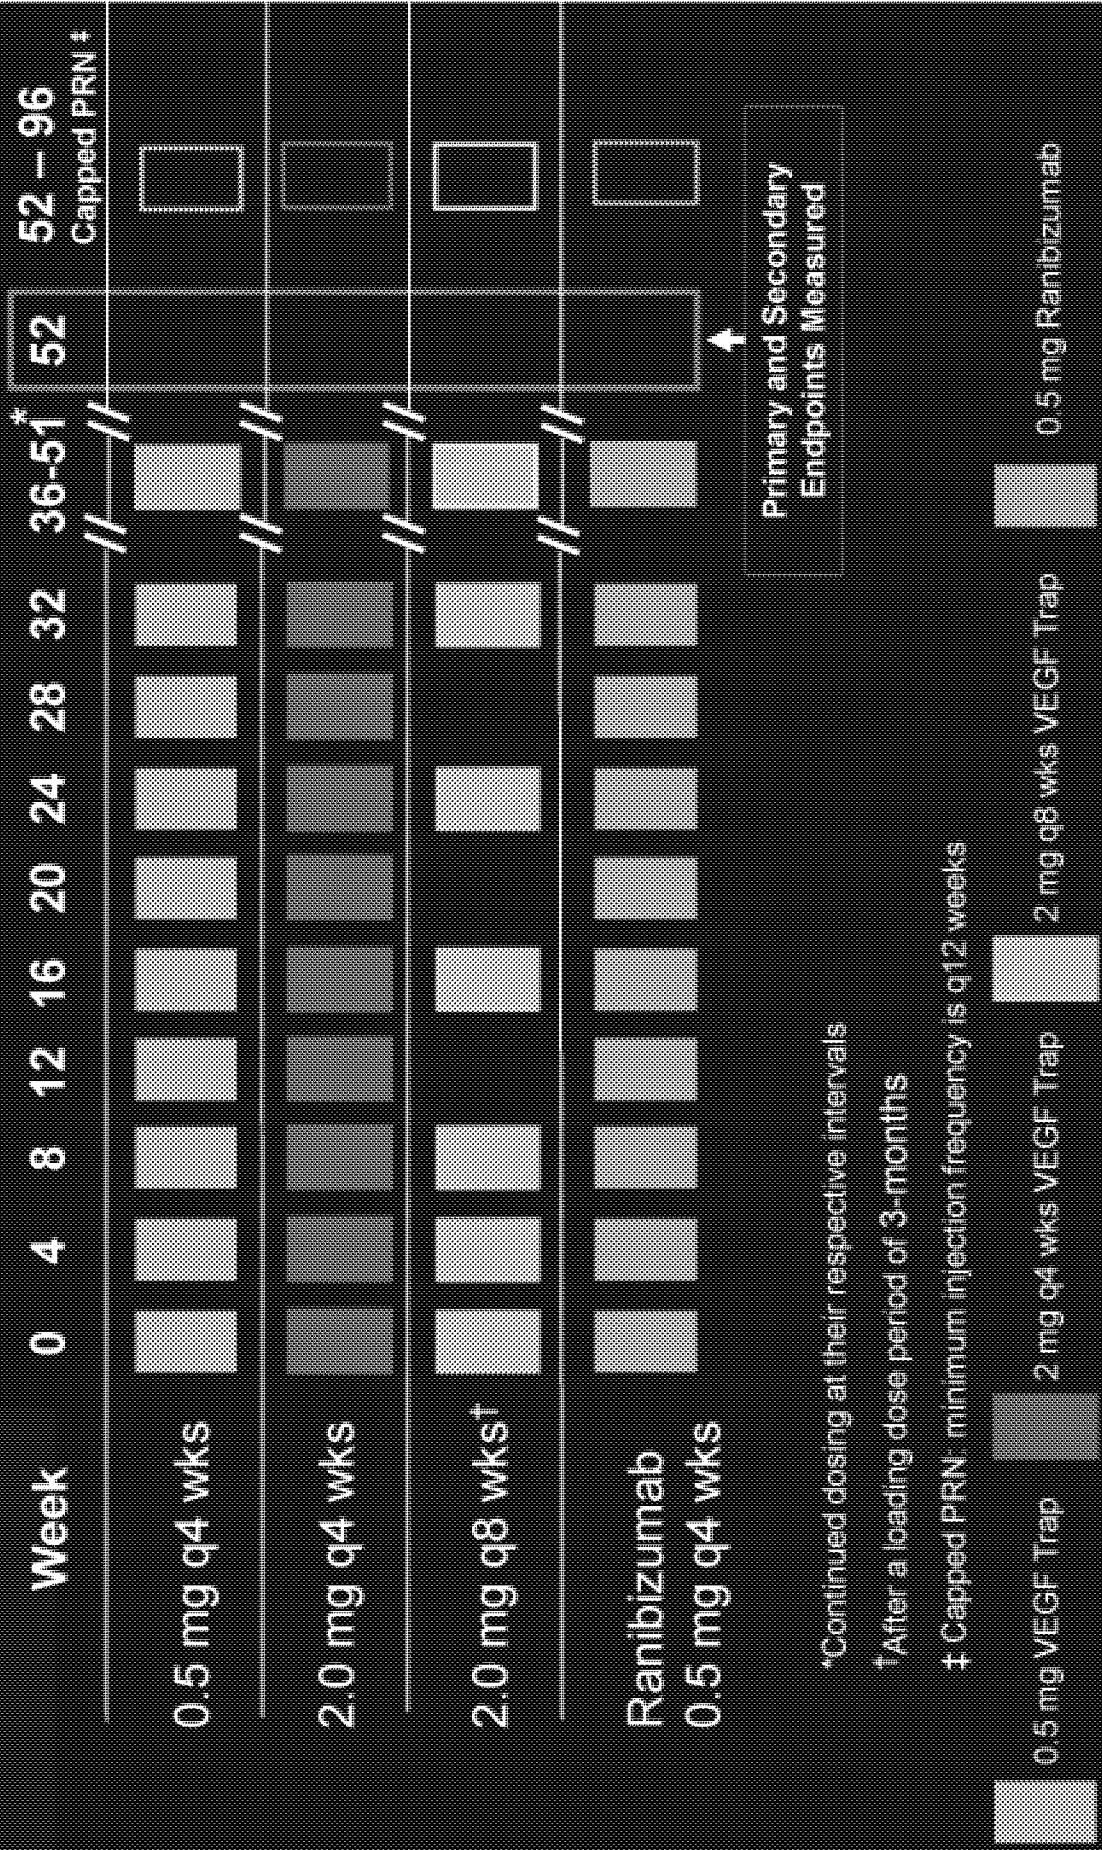 Week 0 4 8 12 16 20 24 28 32 36-51* 52 52 – 96
Capped PRN ‡
0.5 mg q4 wks
2.0 mg q4 wks
2.0 mg q8 wks†
Ranibizumab
0.5 mg q4 wks
Primary and Secondary
Endpoints Measured
*Continued dosing at their respective intervals
†After a loading dose period of 3-months
‡ Capped PRN: minimum injection frequency is q12 weeks
0.5 mg VEGF Trap 2 mg q4 wks VEGF Trap 2 mg q8 wks VEGF Trap 0.5 mg Ranibizumab